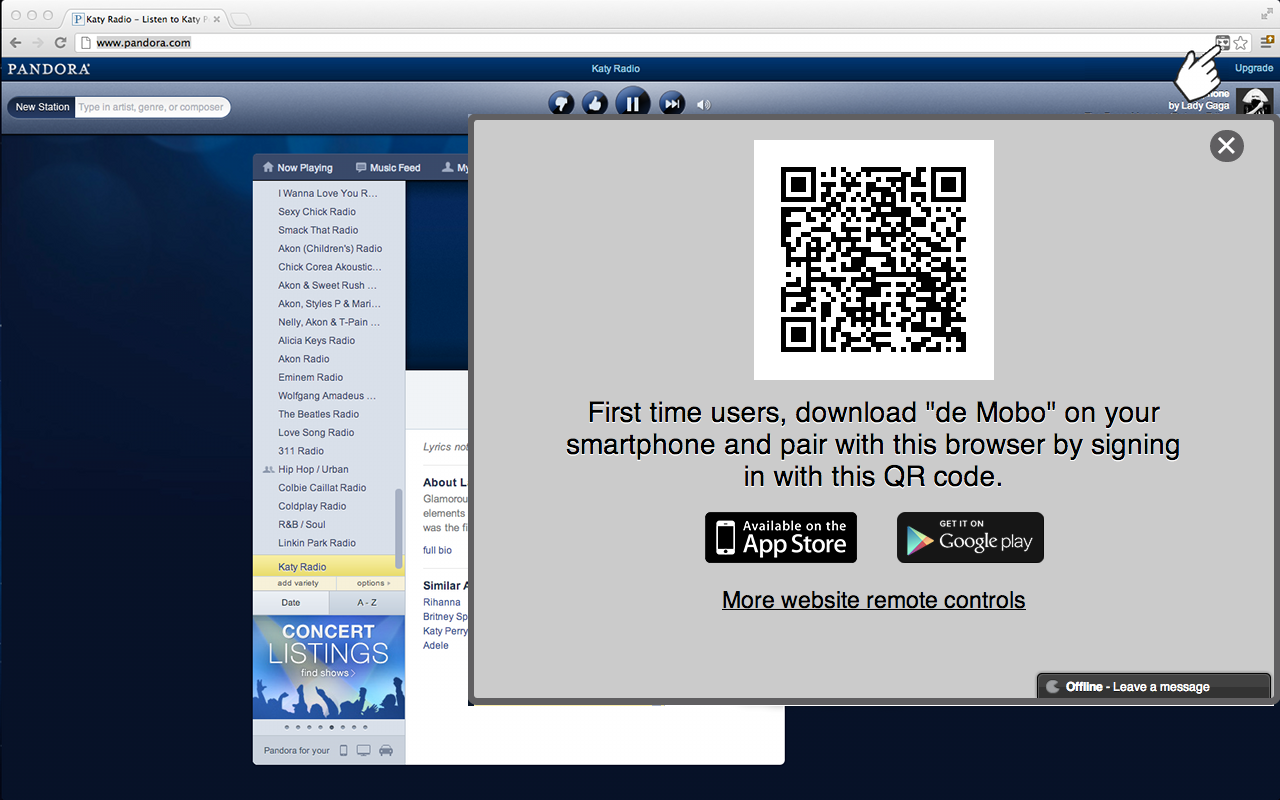 Katy Radio – Listen to Katy P
www.pandora.com
PANDORA
Katy Radio
Upgrade
New Station
Type in artist, genre, or composer
by Lady Gaga
Now Playing
Music Feed
My
I Wanna Love You R...
Sexy Chick Radio
Smack That Radio
Akon (Children's) Radio
Chick Corea Akoustic...
Akon & Sweet Rush ...
Akon, Styles P & Mari...
Nelly, Akon & T-Pain ...
Alicia Keys Radio
Akon Radio
Eminem Radio
Wolfgang Amadeus ...
The Beatles Radio
Love Song Radio
311 Radio
Hip Hop / Urban
Colbie Caillat Radio
Coldplay Radio
R&B / Soul
Linkin Park Radio
Katy Radio
add variety
options
Date
A - Z
CONCERT
LISTINGS
find shows
Pandora for your
Lyrics not
About L
Glamorou
elements
was the fi
full bio
Similar A
Rihanna
Britney Sp
Katy Perry
Adele
First time users, download "de Mobo" on your
smartphone and pair with this browser by signing
in with this QR code.
Available on the
App Store
GET IT ON
Google play
More website remote controls
Offline - Leave a message